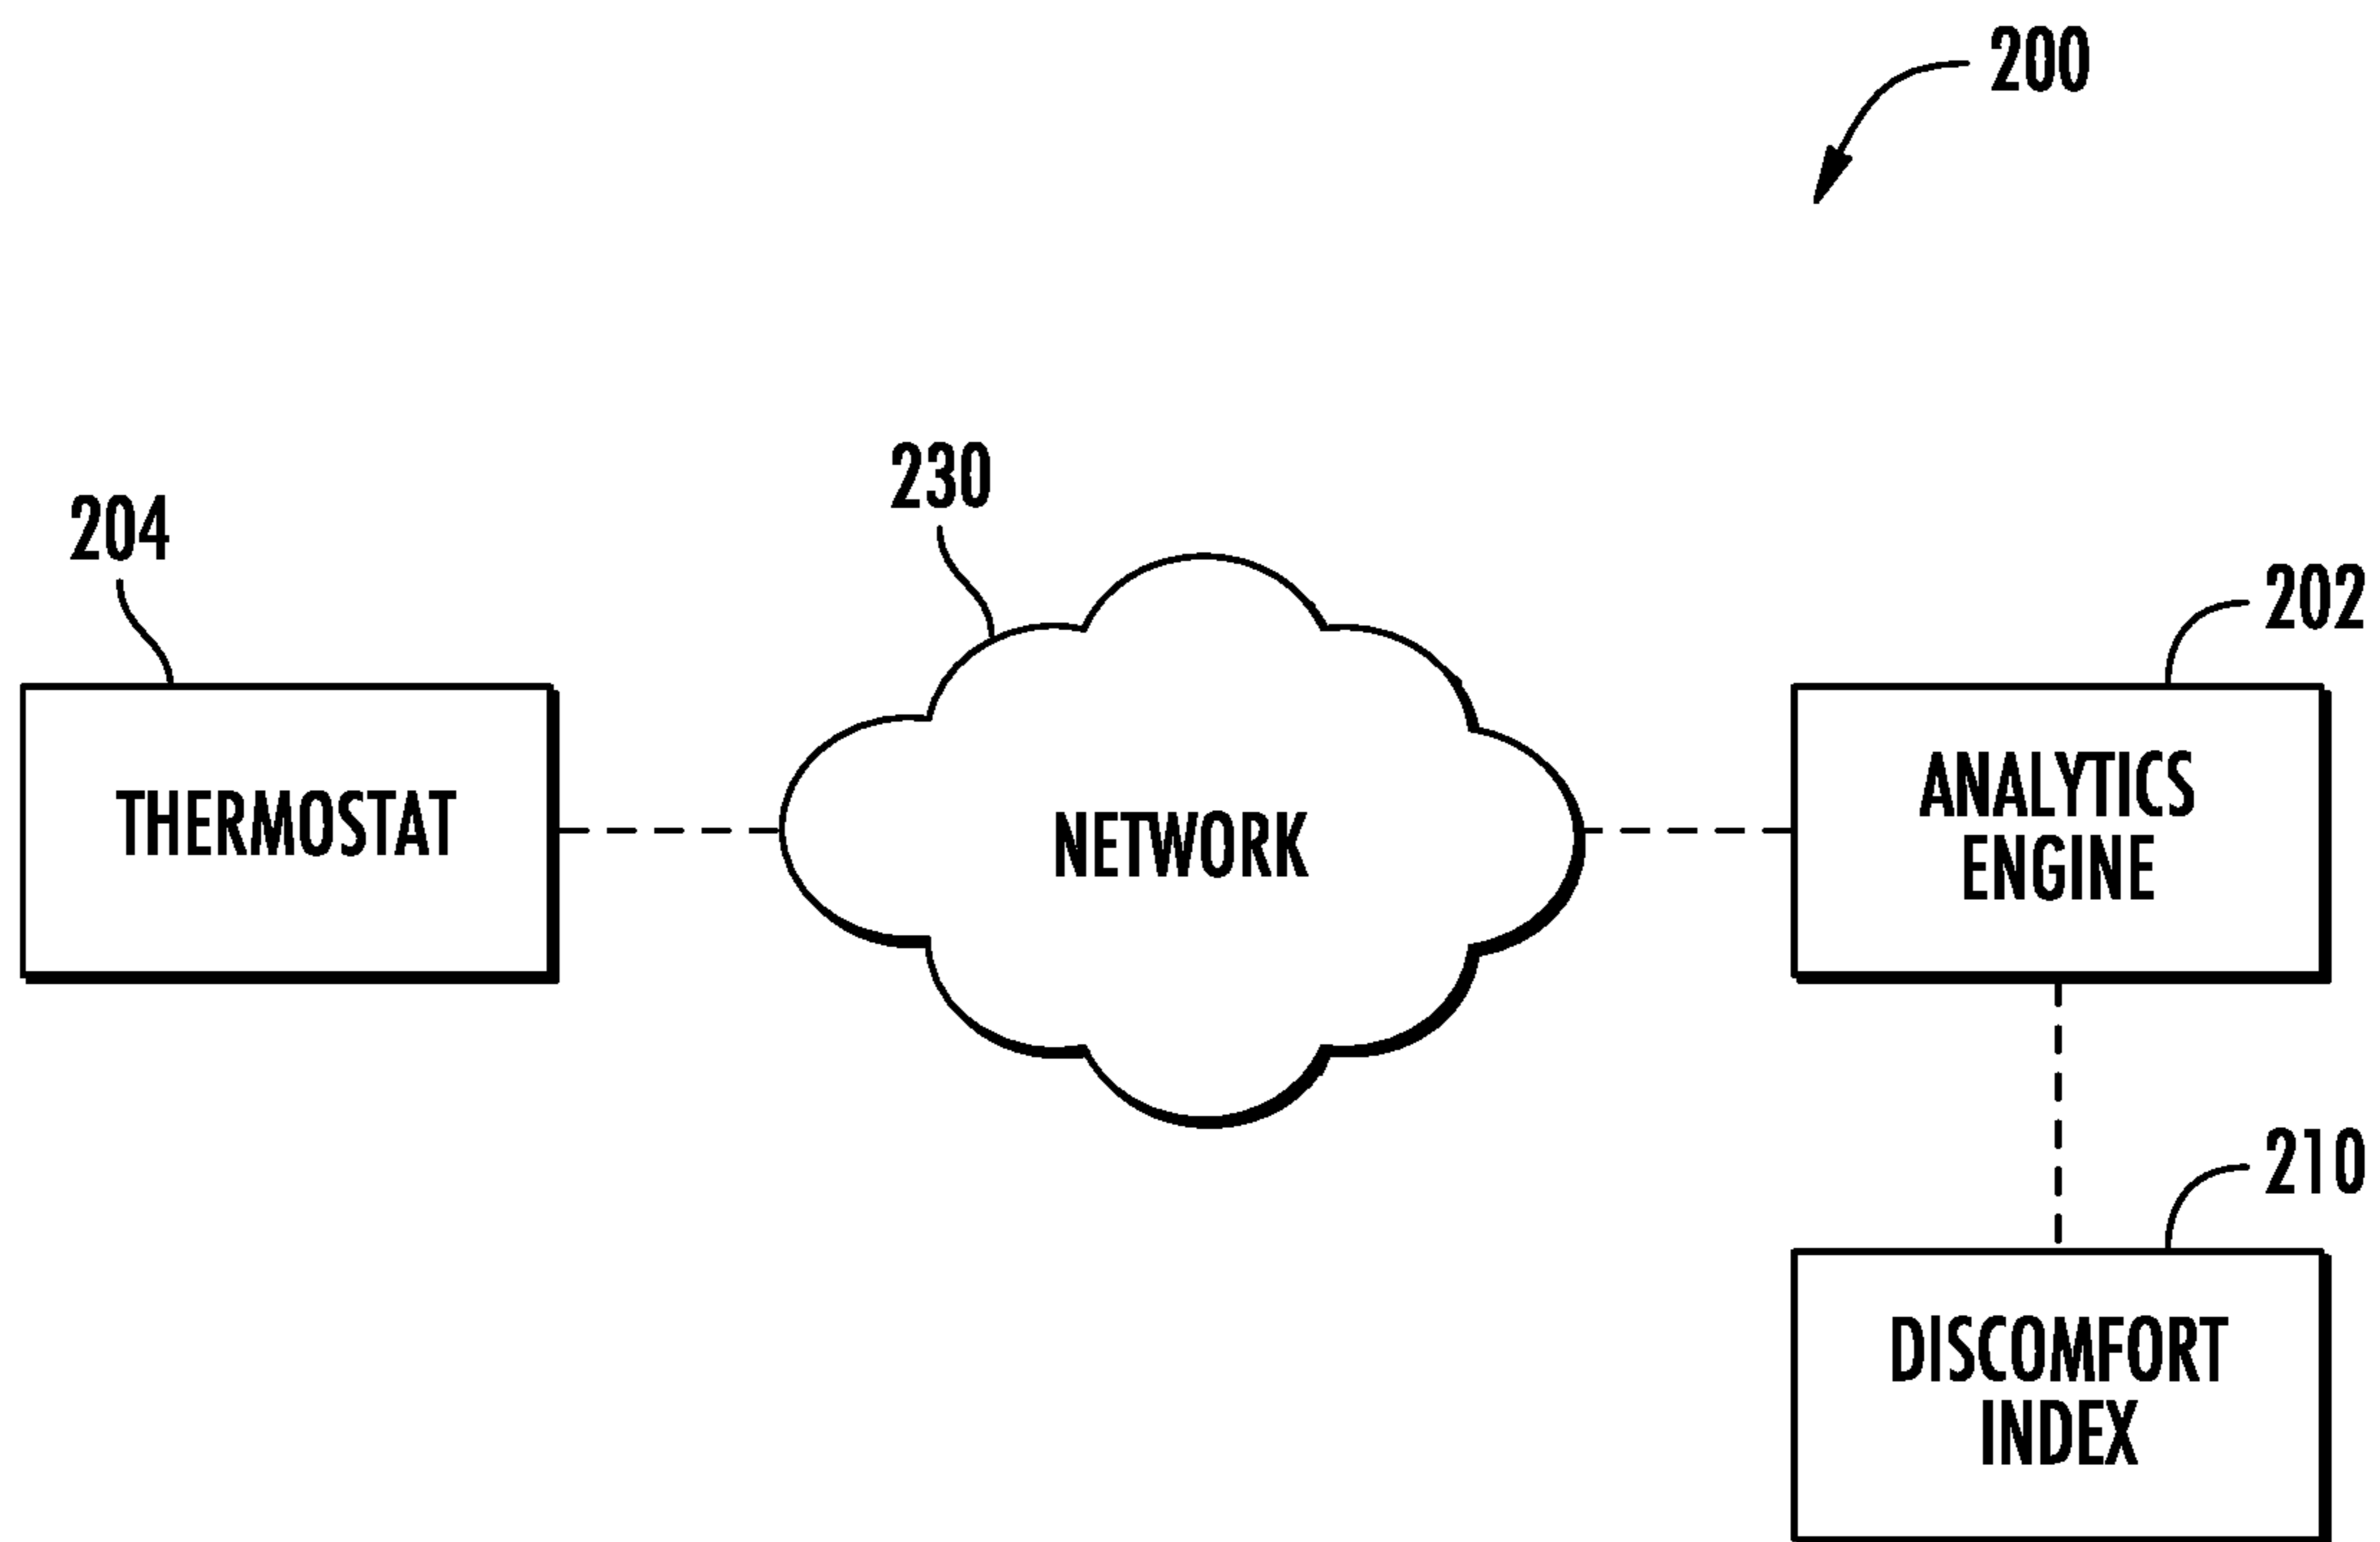 200
230
204
202
THERMOSTAT
NETWORK
ANALYTICS
ENGINE
210
DISCOMFORT
INDEX